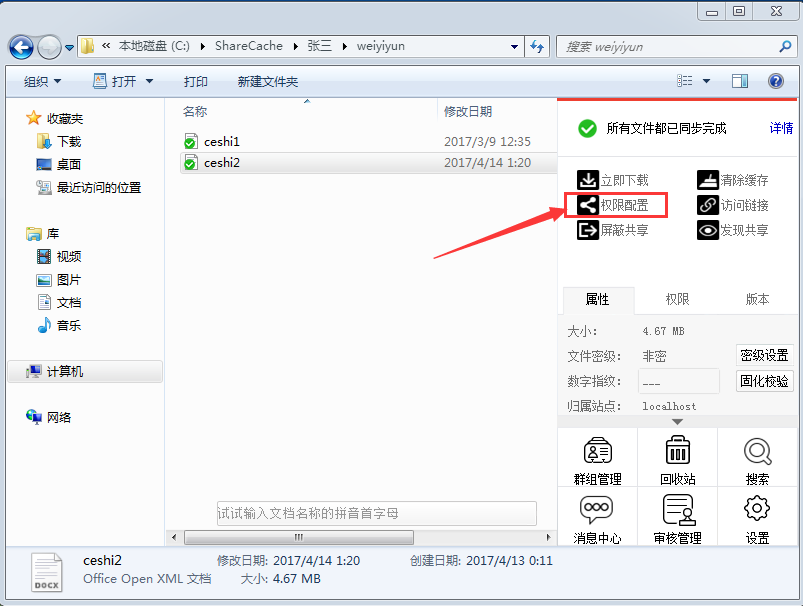 « 本地磁盘 (C:) ShareCache 张三 weiyiyun
搜索 weiyiyun
组织 打开 打印 新建文件夹
收藏夹
下载
桌面
最近访问的位置
库
视频
图片
文档
音乐
计算机
网络
名称 修改日期
ceshi1 2017/3/9 12:35
ceshi2 2017/4/14 1:20
试试输入文档名称的拼音首字母
所有文件都已同步完成 详情
立即下载 清除缓存
权限配置 访问链接
屏蔽共享 发现共享
属性 权限 版本
大小: 4.67 MB
文件密级: 非密 密级设置
数字指纹: ___ 固化校验
归属站点: localhost
群组管理 回收站 搜索
消息中心 审核管理 设置
DOCX
ceshi2 修改日期: 2017/4/14 1:20 创建日期: 2017/4/13 0:11
Office Open XML 文档 大小: 4.67 MB